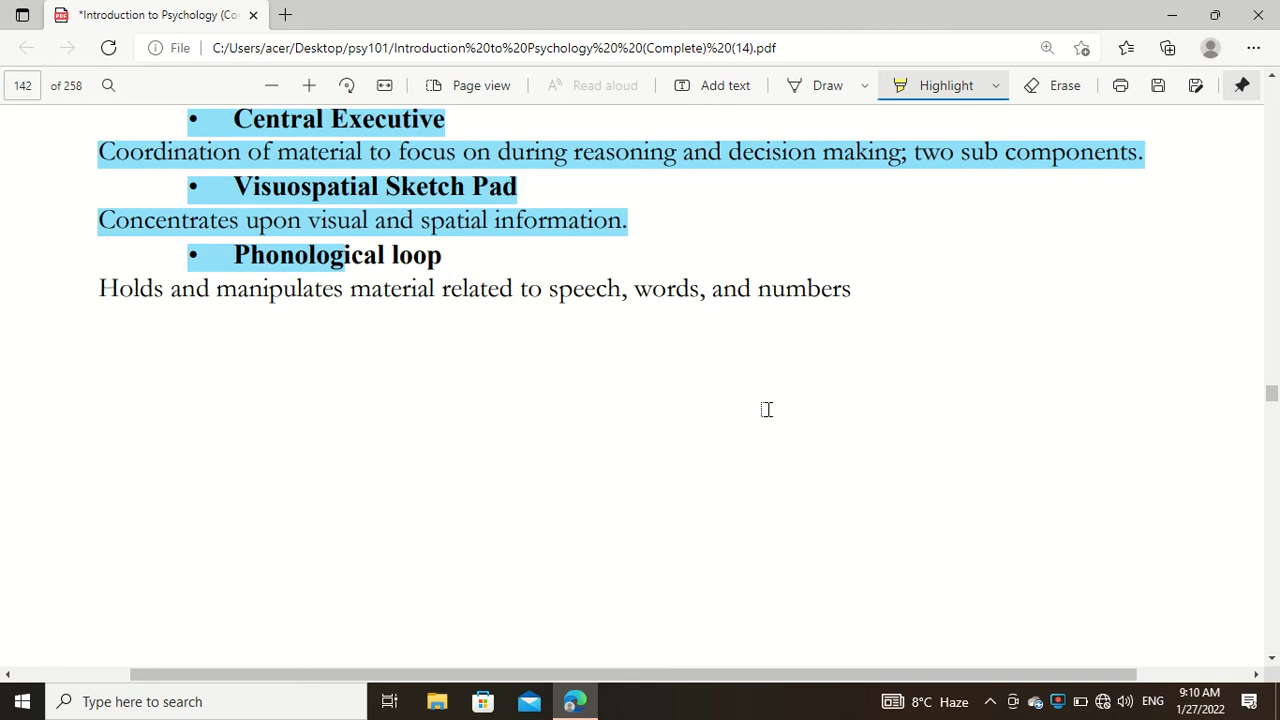 *Introduction to Psychology (Co
File C:/Users/acer/Desktop/psy101/Introduction%20to%20Psychology%20%20(Complete)%20(14).pdf
142 of 258 Page view Read aloud Add text Draw Highlight Erase
• Central Executive
Coordination of material to focus on during reasoning and decision making; two sub components.
• Visuospatial Sketch Pad
Concentrates upon visual and spatial information.
• Phonological loop
Holds and manipulates material related to speech, words, and numbers
Type here to search 8°C Haze ENG 9:10 AM
1/27/2022